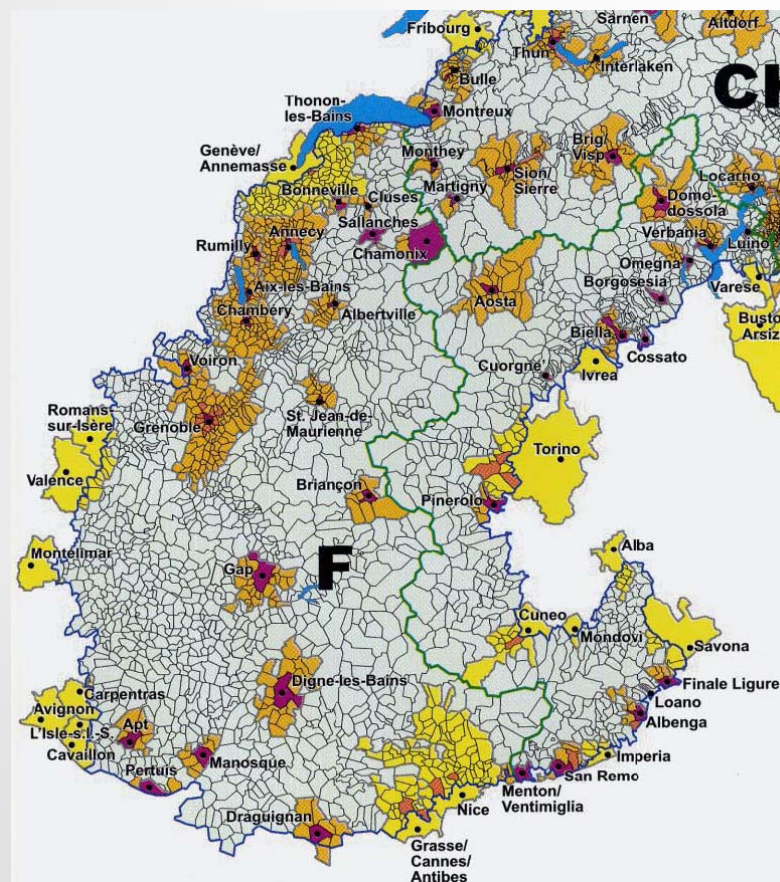 Sarnen
Altdorf
Fribourg
Thun
Interlaken
Bulle
Thonon-
les-Bains
Montreux
Genève/
Annemasse
Monthey
Brig/
Visp
Sion/
Sierre
Locarno
Bonneville
Cluses
Martigny
Domo-
dossola
Sallanches
Verbania
Luino
Annecy
Rumilly
Chamonix
Omegna
Varese
Borgosesia
Aix-les-Bains
Chambéry
Albertville
Aosta
Busto
Arsiz
Biella
Cossato
Voiron
Cuorgne'
Ivrea
Romans
sur-Isère
St. Jean-de-
Maurienne
Grenoble
Torino
Valence
Briançon
Pinerolo
Montélimar
Alba
Gap
F
CH
Cuneo
Mondovi
Savona
Digne-les-Bains
Finale Ligure
Carpentras
Loano
Avignon
Apt
L'Isle-s.l.-S.
Albenga
Cavaillon
Manosque
Imperia
Pertuis
San Remo
Menton/
Ventimiglia
Nice
Draguignan
Grasse/
Cannes/
Antibes